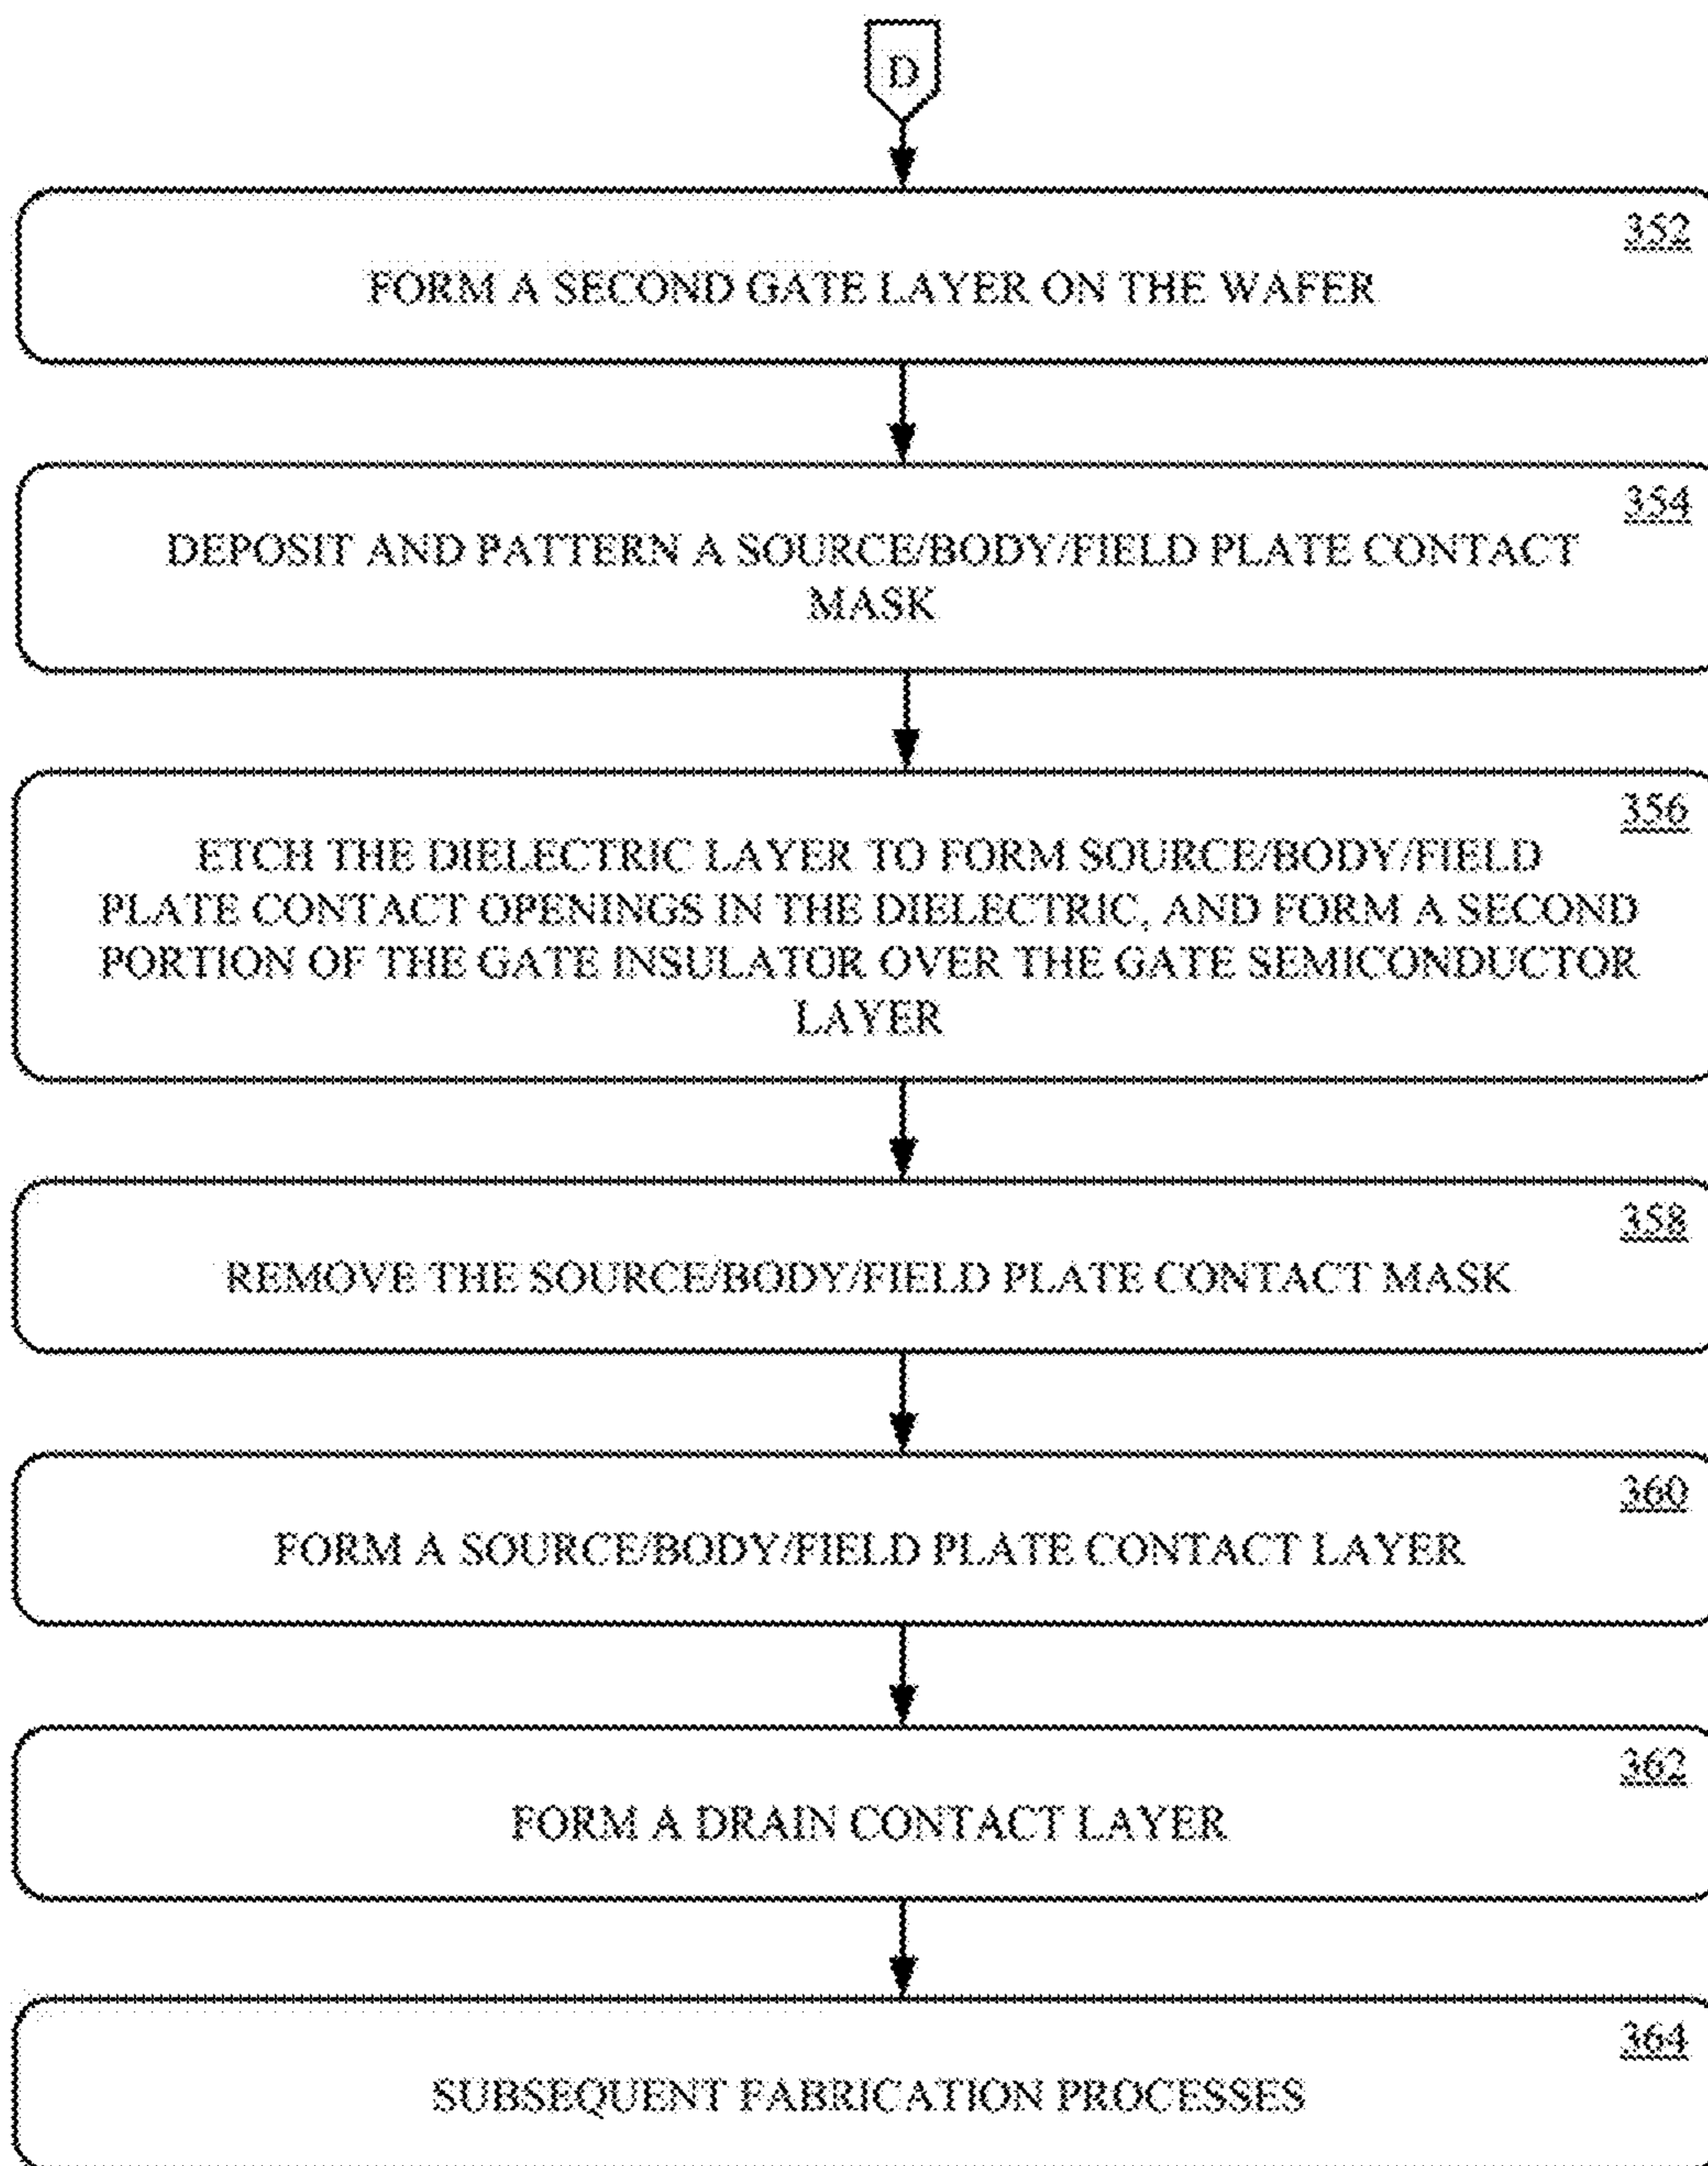 D
352
FORM A SECOND GATE LAYER ON THE WAFER
354
DEPOSIT AND PATTERN A SOURCE/BODY/FIELD PLATE CONTACT
MASK
356
ETCH THE DIELECTRIC LAYER TO FORM SOURCE/BODY/FIELD
PLATE CONTACT OPENINGS IN THE DIELECTRIC, AND FORM A SECOND
PORTION OF THE GATE INSULATOR OVER THE GATE SEMICONDUCTOR
LAYER
358
REMOVE THE SOURCE/BODY/FIELD PLATE CONTACT MASK
360
FORM A SOURCE/BODY/FIELD PLATE CONTACT LAYER
362
FORM A DRAIN CONTACT LAYER
364
SUBSEQUENT FABRICATION PROCESSES